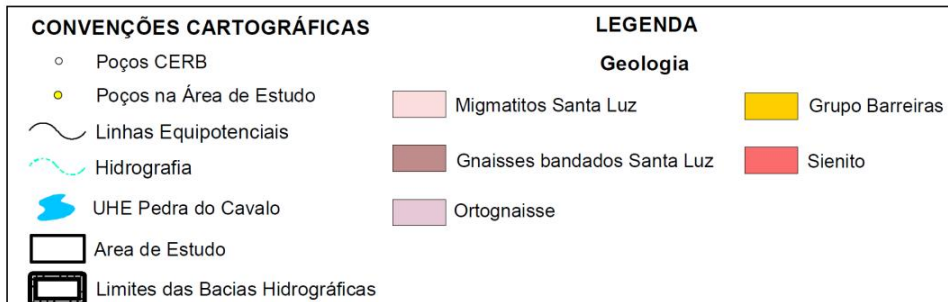 CONVENÇÕES CARTOGRÁFICAS
Poços CERB
Poços na Área de Estudo
Linhas Equipotenciais
Hidrografia
UHE Pedra do Cavalo
Area de Estudo
Limites das Bacias Hidrográficas
LEGENDA
Geologia
Migmatitos Santa Luz
Gnaisses bandados Santa Luz
Ortognaisse
Grupo Barreiras
Sienito